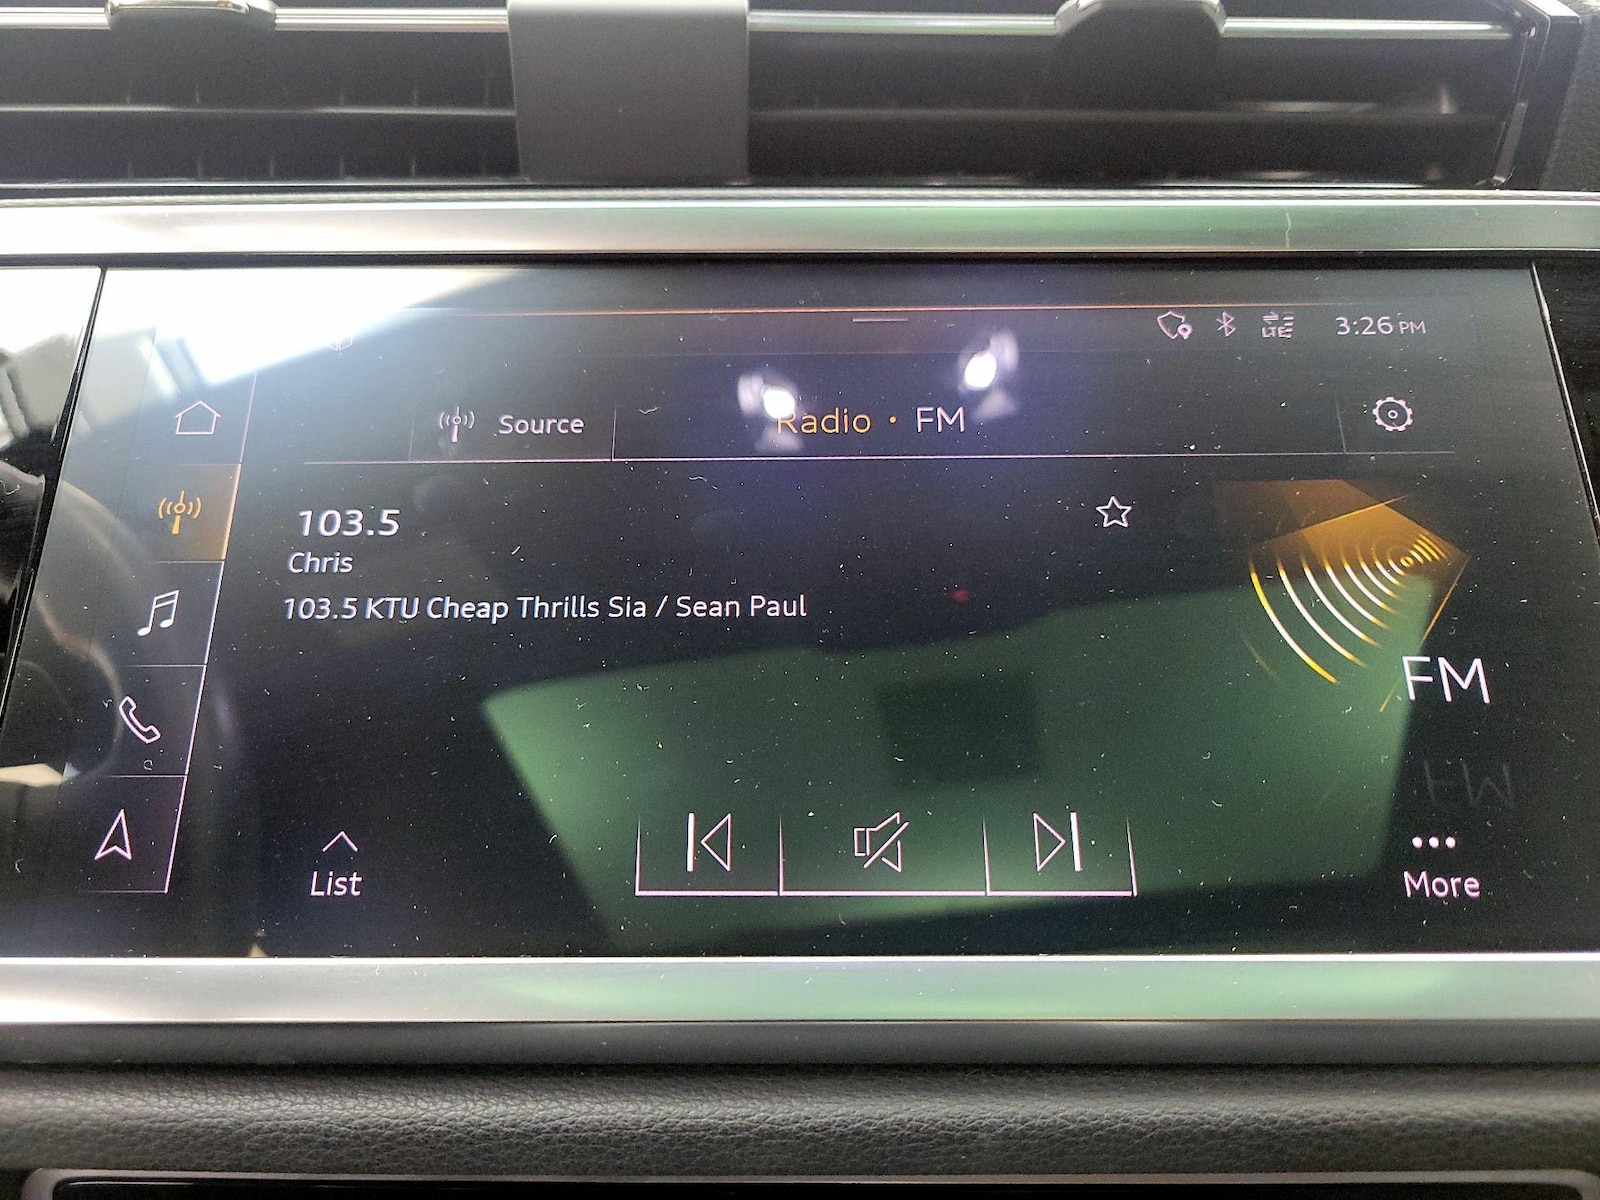 LTE 3:26 PM
Source
Radio • FM
103.5
Chris
103.5 KTU Cheap Thrills Sia / Sean Paul
FM
List
More